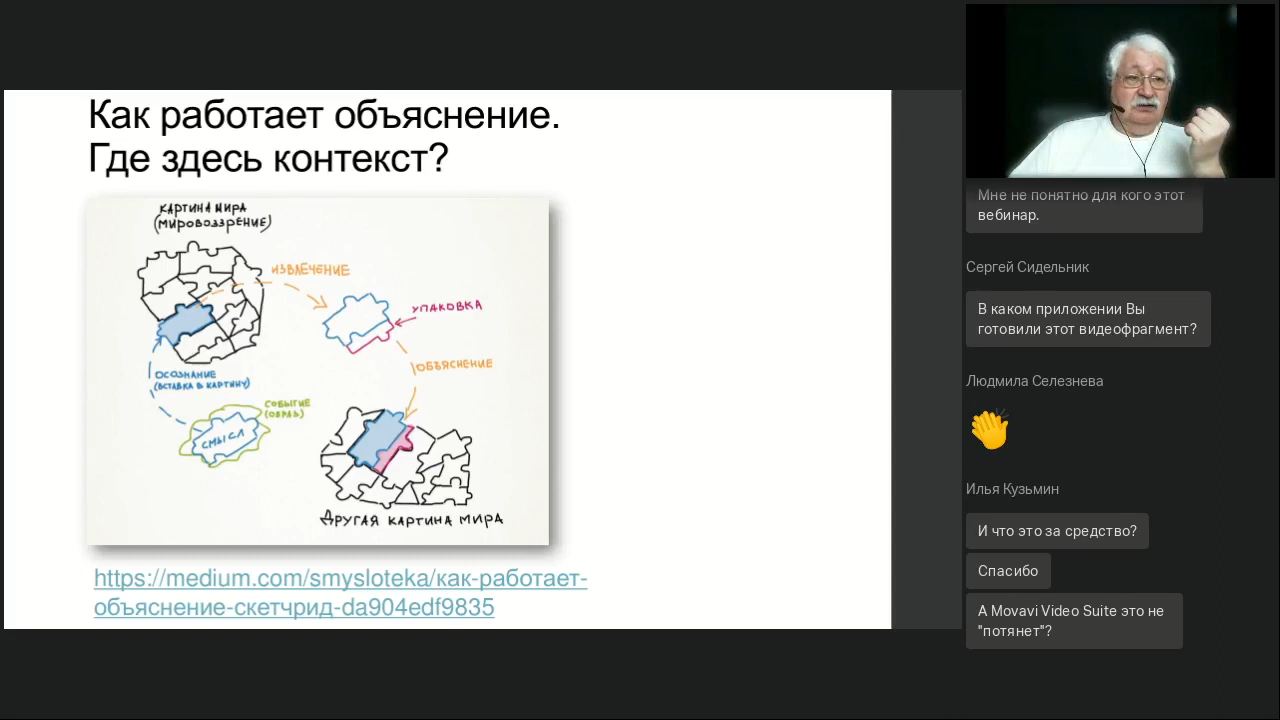 Как работает объяснение.
Где здесь контекст?
КАРТИНА МИРА
(МИРОВОЗЗРЕНИЕ)
ИЗВЛЕЧЕНИЕ
УПАКОВКА
ОБЪЯСНЕНИЕ
ОСОЗНАНИЕ
(ВСТАВКА В КАРТИНУ)
СОБЫТИЕ
(ОБРАЗ)
СМЫСЛ
ДРУГАЯ КАРТИНА МИРА
https://medium.com/smysloteka/как-работает-
объяснение-скетчрид-da904edf9835
Мне не понятно для кого этот
вебинар.
Сергей Сидельник
В каком приложении Вы
готовили этот видеофрагмент?
Людмила Селезнева
Илья Кузьмин
И что это за средство?
Спасибо
А Movavi Video Suite это не
"потянет"?